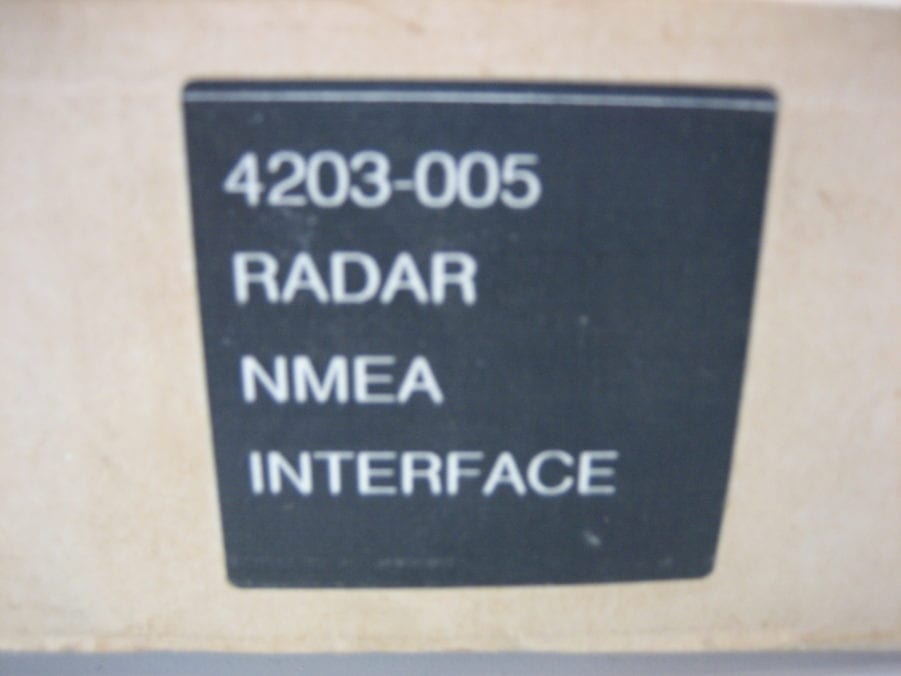 4203-005
RADAR
NMEA
INTERFACE